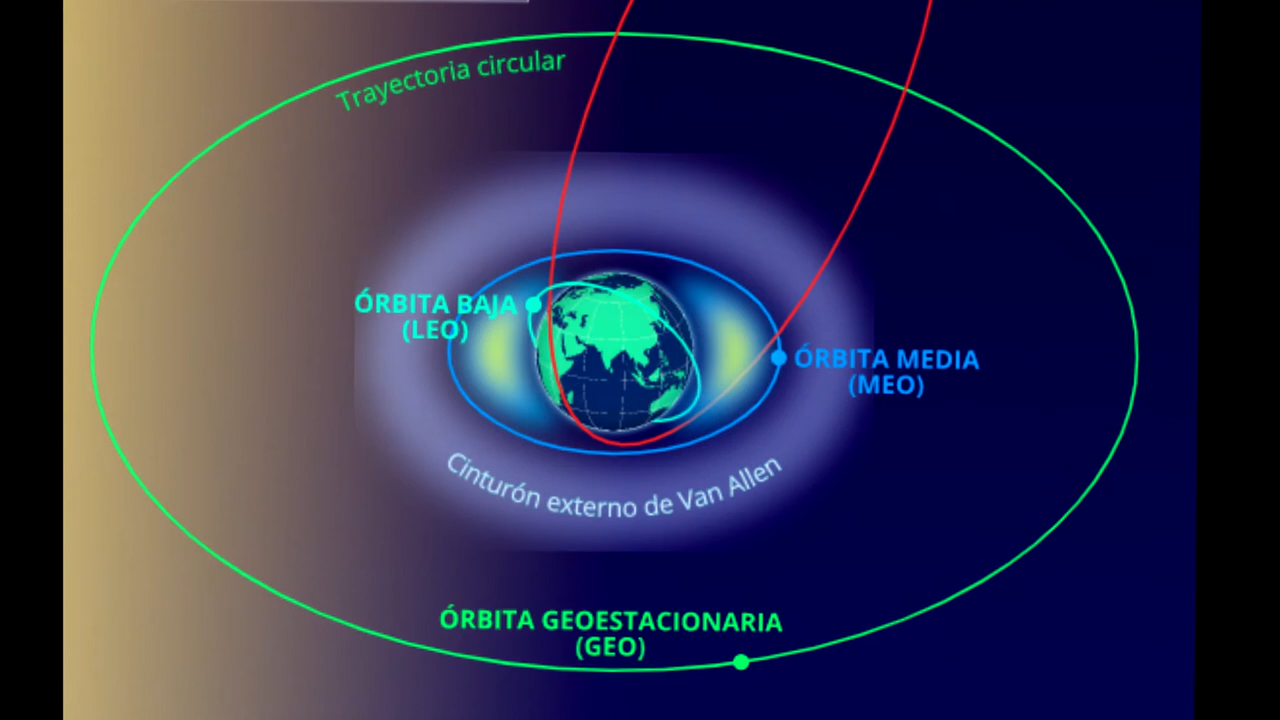 Trayectoria circular
ÓRBITA BAJA
(LEO)
ÓRBITA MEDIA
(MEO)
Cinturón externo de Van Allen
ÓRBITA GEOESTACIONARIA
(GEO)